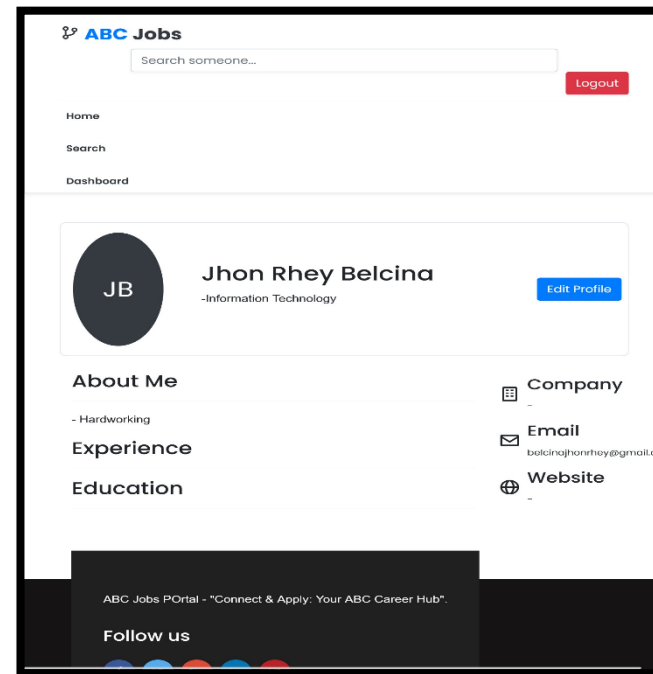 ABC Jobs
Search someone...
Logout
Home
Search
Dashboard
JB
Jhon Rhey Belcina
-Information Technology
Edit Profile
About Me
- Hardworking
Experience
Education
Company
-
Email
belcinajhonrhey@gmail.c
Website
-
ABC Jobs POrtal - "Connect & Apply: Your ABC Career Hub".
Follow us